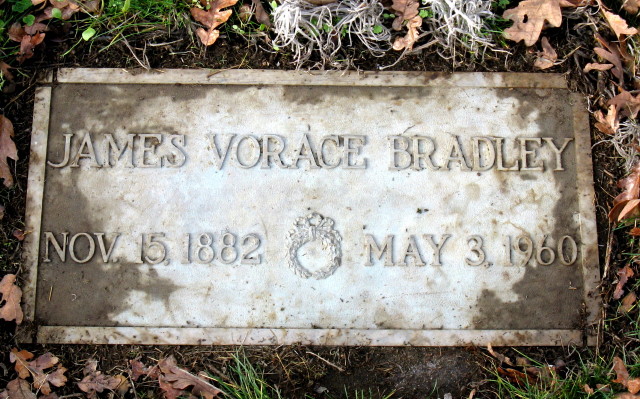 JAMES VORACE BRADLEY
NOV. 15, 1882 MAY 3, 1960